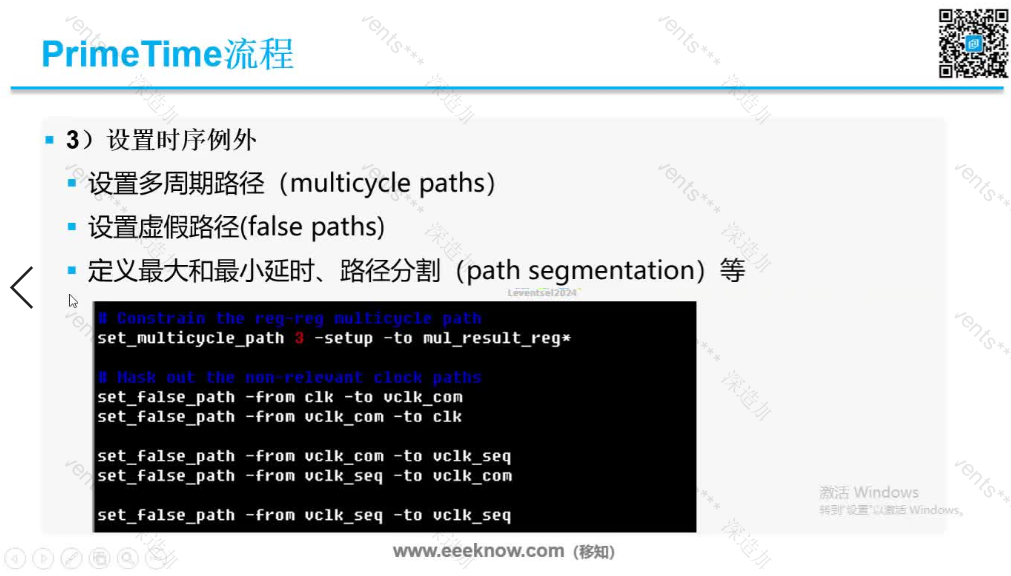 PrimeTime流程
3）设置时序例外
设置多周期路径（multicycle paths）
设置虚假路径(false paths)
定义最大和最小延时、路径分割（path segmentation）等
Leventsel2024
# Constrain the reg-reg multicycle path
set_multicycle_path 3 -setup -to mul_result_reg*
# Mask out the non-relevant clock paths
set_false_path -from clk -to vclk_com
set_false_path -from vclk_com -to clk
set_false_path -from vclk_com -to vclk_seq
set_false_path -from vclk_seq -to vclk_com
set_false_path -from vclk_seq -to vclk_seq
激活 Windows
转到"设置"以激活 Windows。
www.eeeknow.com（移知）